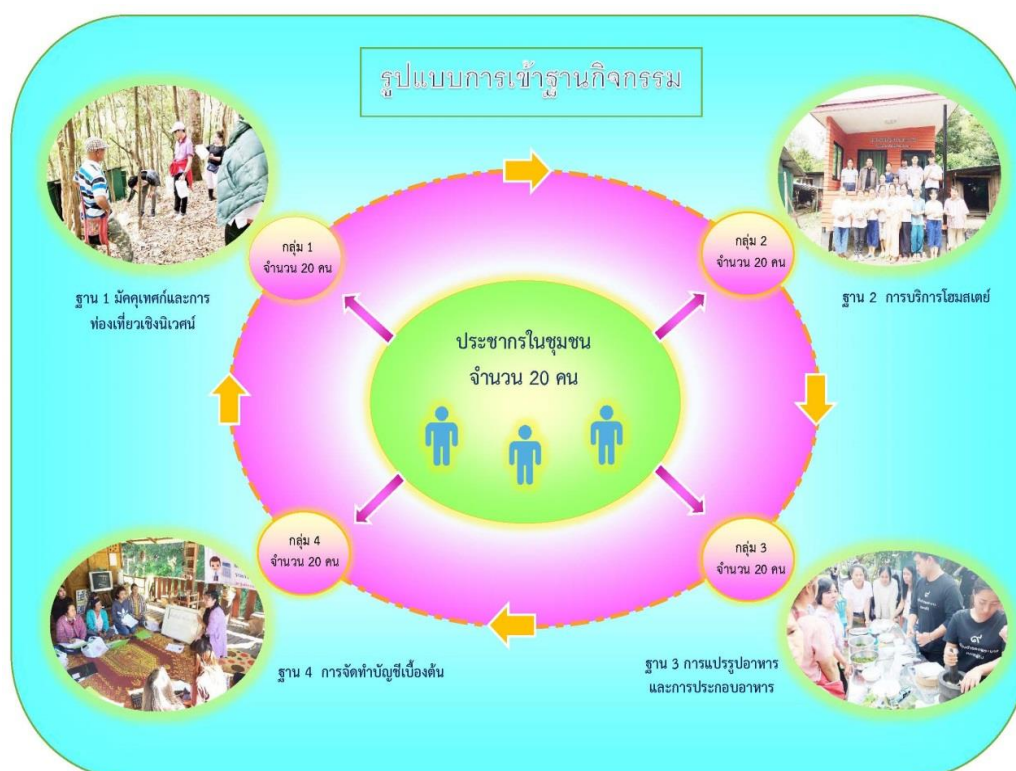 รูปแบบการเข้าฐานกิจกรรม
กลุ่ม 1
จำนวน 20 คน
กลุ่ม 2
จำนวน 20 คน
ฐาน 1 มัคคุเทศก์และการ
ท่องเที่ยวเชิงนิเวศน์
ฐาน 2 การบริการโฮมสเตย์
ประชากรในชุมชน
จำนวน 20 คน
กลุ่ม 4
จำนวน 20 คน
กลุ่ม 3
จำนวน 20 คน
ฐาน 4 การจัดทำบัญชีเบื้องต้น
ฐาน 3 การแปรรูปอาหาร
และการประกอบอาหาร